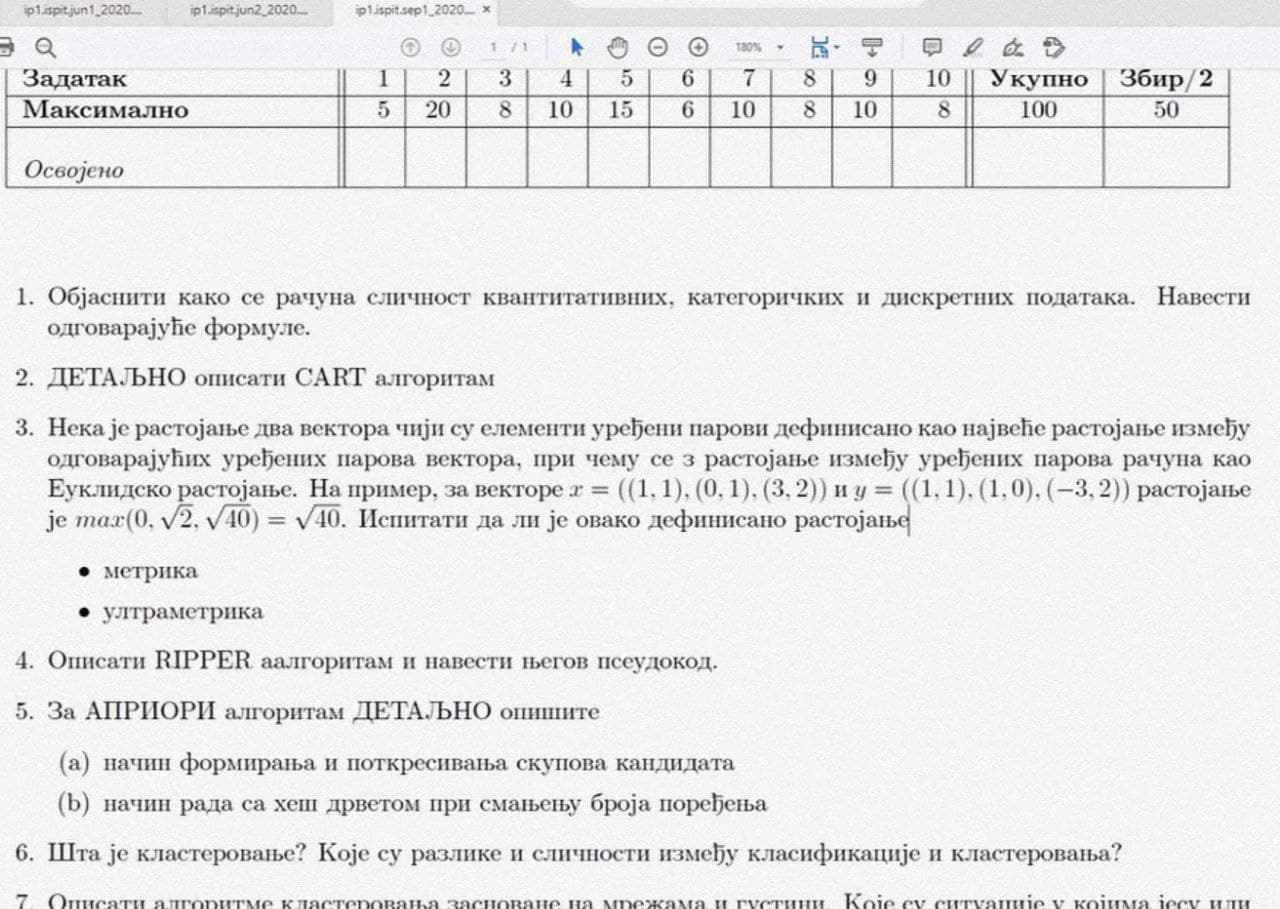 ip1.ispit.jun1_2020....
ip1.ispit.jun2_2020....
ip1.ispit.sep1_2020.... ×
1 / 1
180%
Задатак 1 2 3 4 5 6 7 8 9 10 Укупно Збир/2
Максимално 5 20 8 10 15 6 10 8 10 8 100 50
Освојено
1. Објаснити како се рачуна сличност квантитативних, категоричких и дискретних података. Навести
одговарајуће формуле.
2. ДЕТАЉНО описати CART алгоритам
3. Нека је растојање два вектора чији су елементи уређени парови дефинисано као највеће растојање између
одговарајућих уређених парова вектора, при чему се з растојање између уређених парова рачуна као
Еуклидско растојање. На пример, за векторе x = ((1, 1), (0, 1), (3, 2)) и y = ((1, 1), (1, 0), (−3, 2)) растојање
је max(0, √2, √40) = √40. Испитати да ли је овако дефинисано растојање
• метрика
• ултраметрика
4. Описати RIPPER аалгоритам и навести његов псеудокод.
5. За АПРИОРИ алгоритам ДЕТАЉНО опишите
(a) начин формирања и поткресивања скупова кандидата
(b) начин рада са хеш дрветом при смањењу броја поређења
6. Шта је кластеровање? Које су разлике и сличности између класификације и кластеровања?
7. Описати алгоритме кластеровања засноване на мрежама и густини. Које су ситуације у којима јесу или